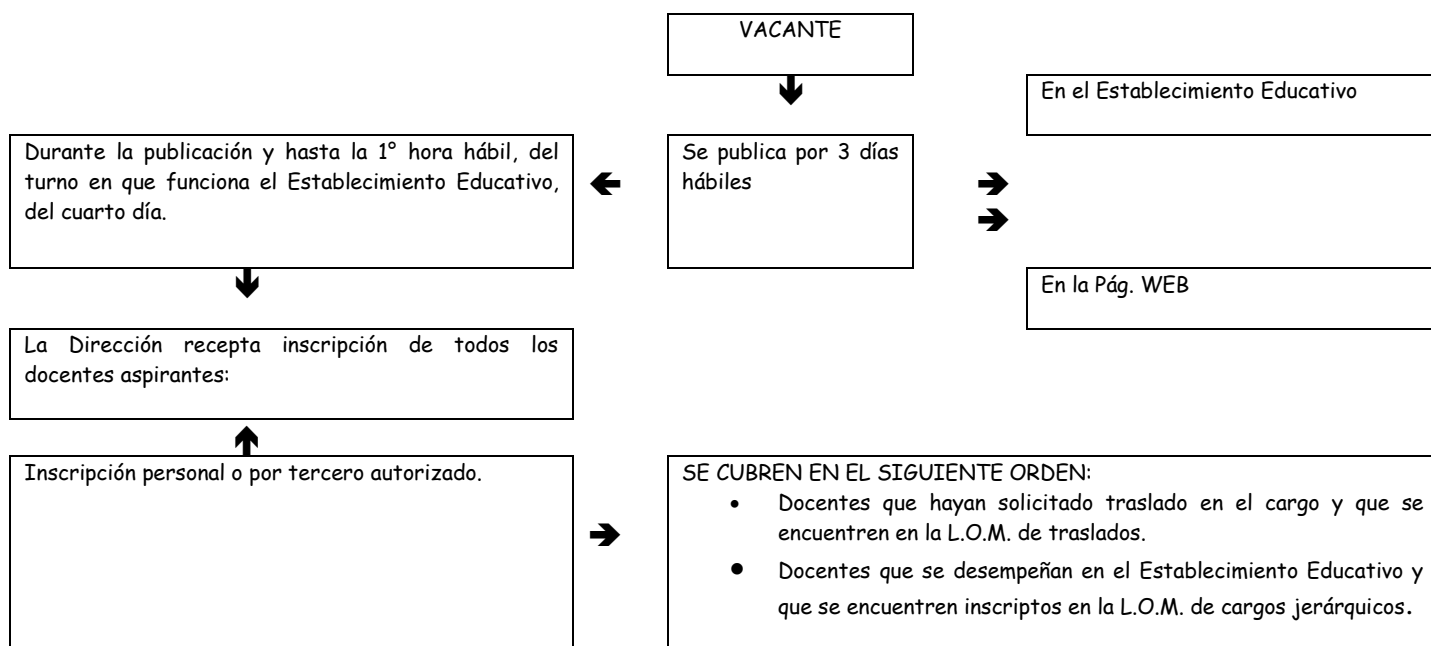 VACANTE
En el Establecimiento Educativo
Durante la publicación y hasta la 1° hora hábil, del
turno en que funciona el Establecimiento Educativo,
del cuarto día.
Se publica por 3 días
hábiles
En la Pág. WEB
La Dirección recepta inscripción de todos los
docentes aspirantes:
Inscripción personal o por tercero autorizado.
SE CUBREN EN EL SIGUIENTE ORDEN:
• Docentes que hayan solicitado traslado en el cargo y que se
encuentren en la L.O.M. de traslados.
• Docentes que se desempeñan en el Establecimiento Educativo y
que se encuentren inscriptos en la L.O.M. de cargos jerárquicos.